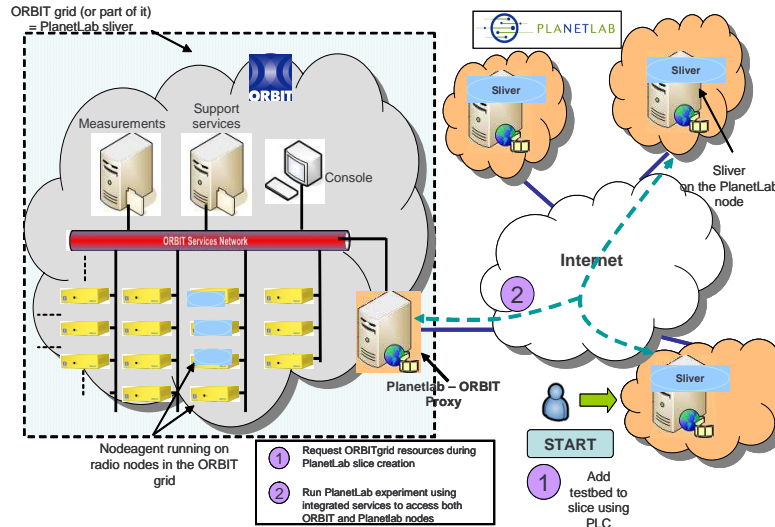 ORBIT grid (or part of it)
= PlanetLab sliver
PLANETLAB
ORBIT
Sliver
Sliver
Measurements
Support
services
Console
Sliver
on the PlanetLab
node
ORBIT Services Network
Internet
2
Planetlab – ORBIT
Proxy
Sliver
START
Nodeagent running on
radio nodes in the ORBIT
grid
1
Request ORBITgrid resources during
PlanetLab slice creation
2
Run PlanetLab experiment using
integrated services to access both
ORBIT and Planetlab nodes
1
Add
testbed to
slice using
PLC